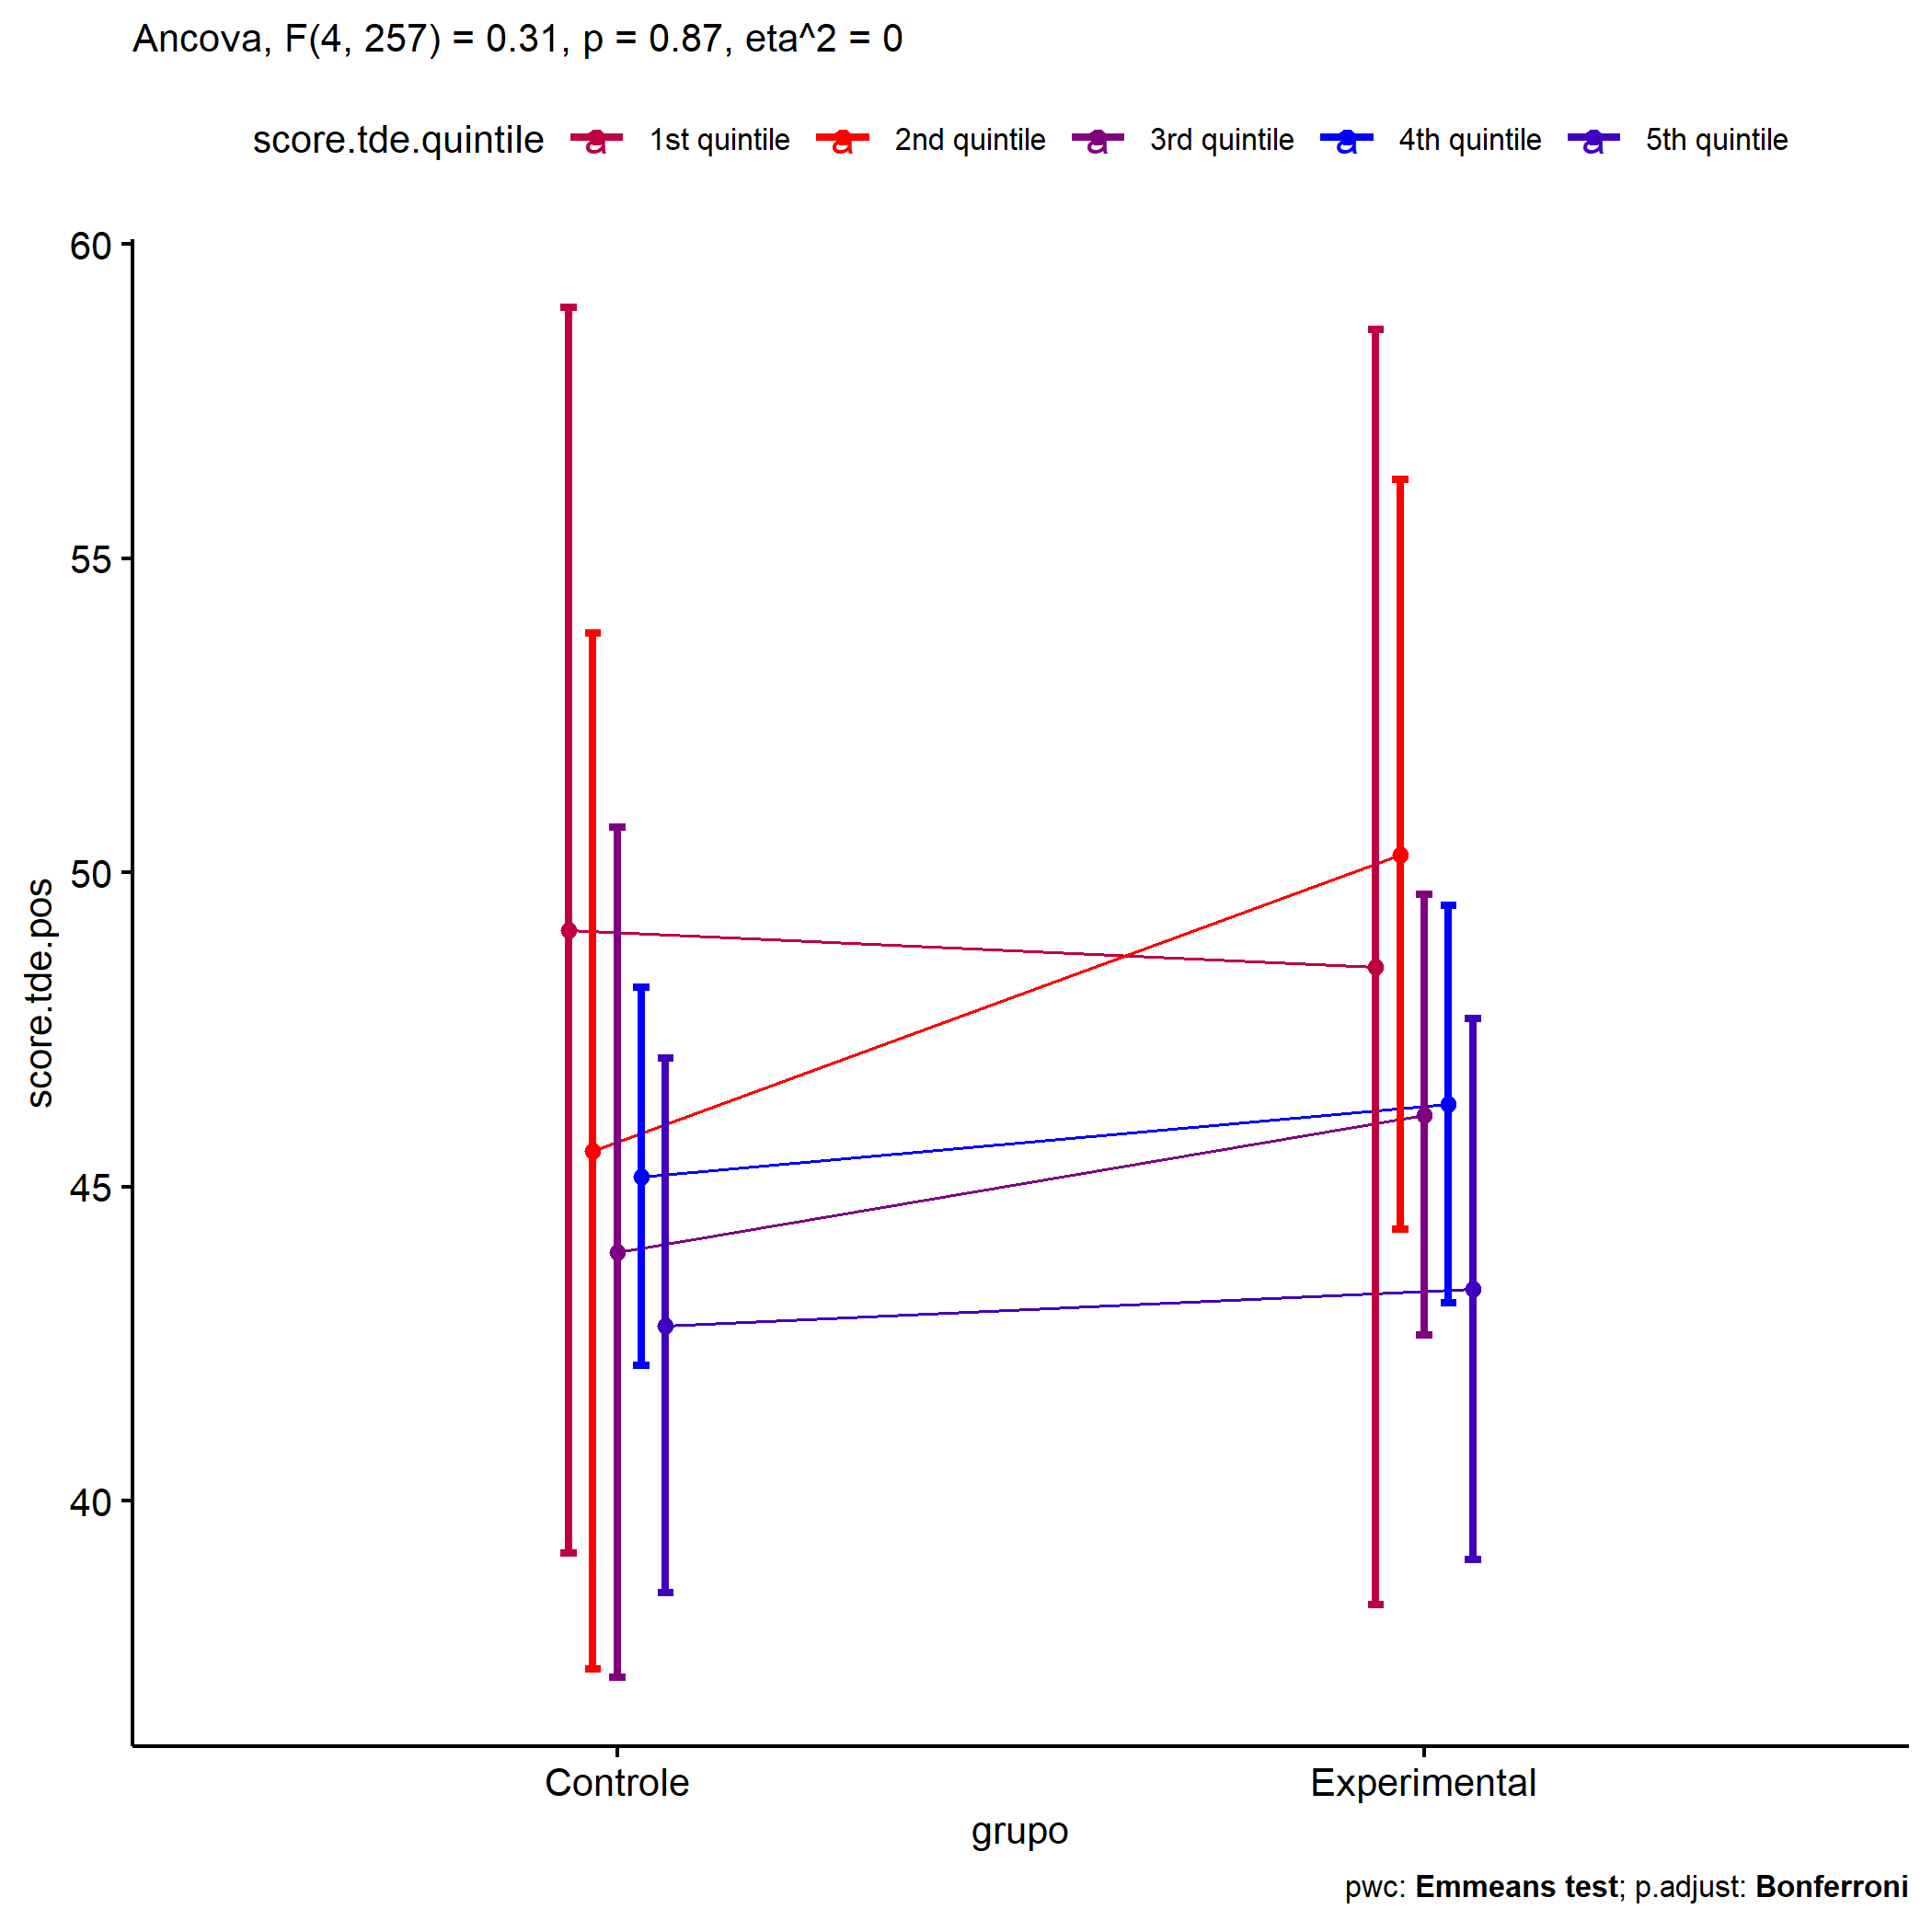 Ancova, F(4, 257) = 0.31, p = 0.87, eta^2 = 0
score.tde.quintile a 1st quintile a 2nd quintile a 3rd quintile a 4th quintile a 5th quintile
60
55
50
45
40
score.tde.pos
Controle Experimental
grupo
pwc: Emmeans test; p.adjust: Bonferroni